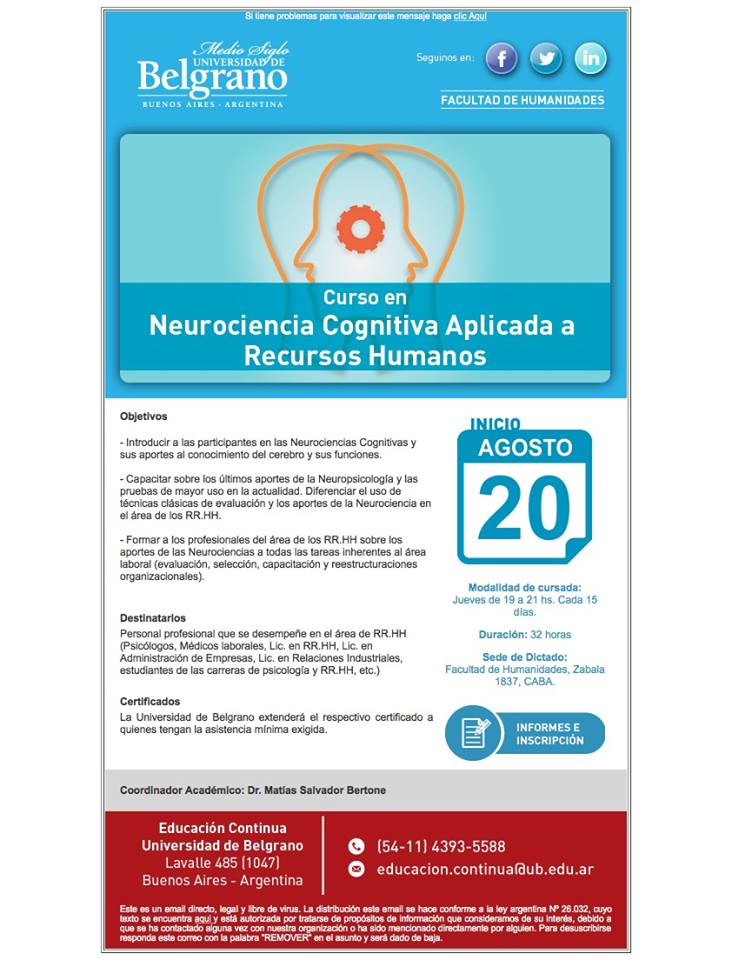 Si tiene problemas para visualizar este mensaje haga clic Aquí
Medio Siglo
UNIVERSIDAD DE
Belgrano
BUENOS AIRES - ARGENTINA
Seguinos en:
f
in
FACULTAD DE HUMANIDADES
Curso en
Neurociencia Cognitiva Aplicada a
Recursos Humanos
Objetivos
- Introducir a las participantes en las Neurociencias Cognitivas y
sus aportes al conocimiento del cerebro y sus funciones.
- Capacitar sobre los últimos aportes de la Neuropsicología y las
pruebas de mayor uso en la actualidad. Diferenciar el uso de
técnicas clásicas de evaluación y los aportes de la Neurociencia en
el área de los RR.HH.
- Formar a los profesionales del área de los RR.HH sobre los
aportes de las Neurociencias a todas las tareas inherentes al área
laboral (evaluación, selección, capacitación y reestructuraciones
organizacionales).
Destinatarios
Personal profesional que se desempeñe en el área de RR.HH
(Psicólogos, Médicos laborales, Lic. en RR.HH, Lic. en
Administración de Empresas, Lic. en Relaciones Industriales,
estudiantes de las carreras de psicología y RR.HH, etc.)
Certificados
La Universidad de Belgrano extenderá el respectivo certificado a
quienes tengan la asistencia mínima exigida.
INICIO
AGOSTO
20
Modalidad de cursada:
Jueves de 19 a 21 hs. Cada 15
días.
Duración: 32 horas
Sede de Dictado:
Facultad de Humanidades, Zabala
1837, CABA.
INFORMES E
INSCRIPCIÓN
Coordinador Académico: Dr. Matías Salvador Bertone
Educación Continua
Universidad de Belgrano
Lavalle 485 (1047)
Buenos Aires - Argentina
(54-11) 4393-5588
educacion.continua@ub.edu.ar
Este es un email directo, legal y libre de virus. La distribución este email se hace conforme a la ley argentina Nº 26.032, cuyo
texto se encuentra aqui y está autorizada por tratarse de propósitos de información que consideramos de su interés, debido a
que se ha contactado alguna vez con nuestra organización o ha sido mencionado directamente por alguien. Para desuscribirse
responda este correo con la palabra "REMOVER" en el asunto y será dado de baja.